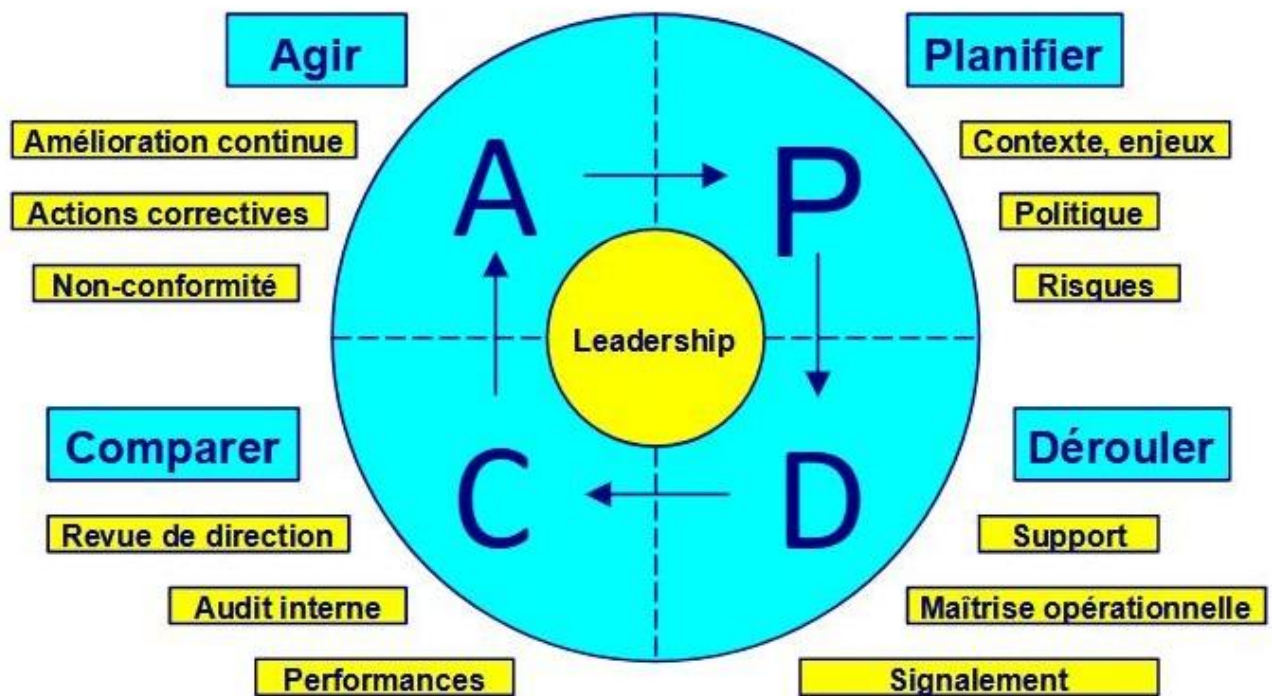 Agir
Planifier
Amélioration continue
Contexte, enjeux
A
P
Actions correctives
Politique
Non-conformité
Risques
Leadership
Comparer
Dérouler
C
D
Revue de direction
Support
Audit interne
Maîtrise opérationnelle
Performances
Signalement